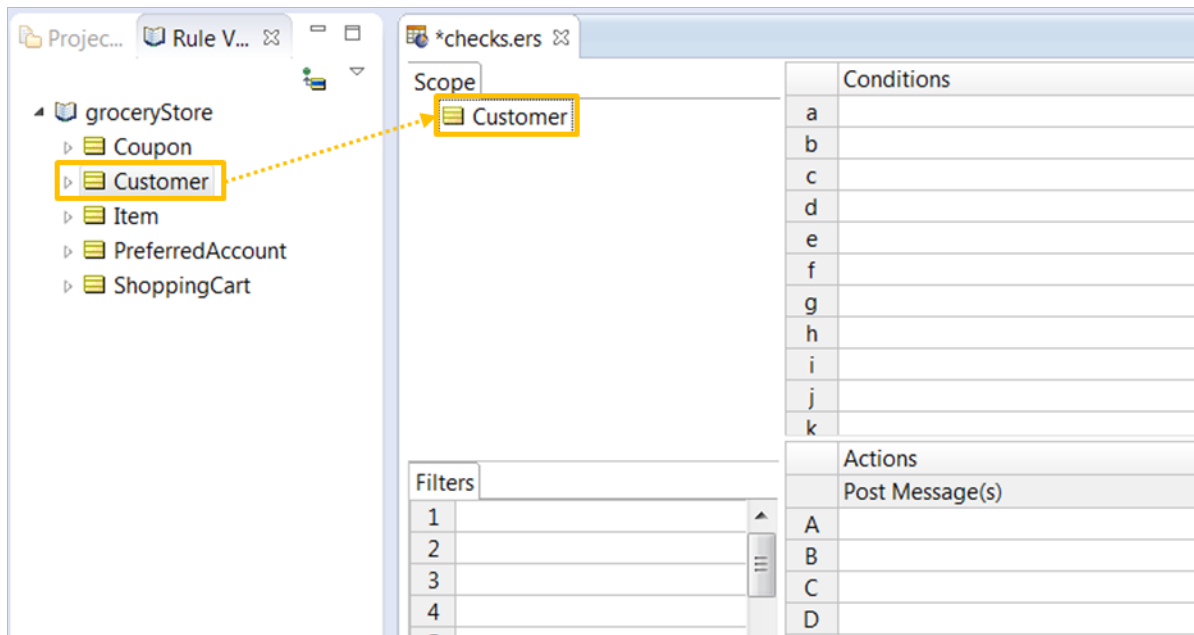 Projec...
Rule V...
groceryStore
Coupon
Customer
Item
PreferredAccount
ShoppingCart
*checks.ers
Scope
Customer
Filters
1
2
3
4
Conditions
a
b
c
d
e
f
g
h
i
j
k
Actions
Post Message(s)
A
B
C
D